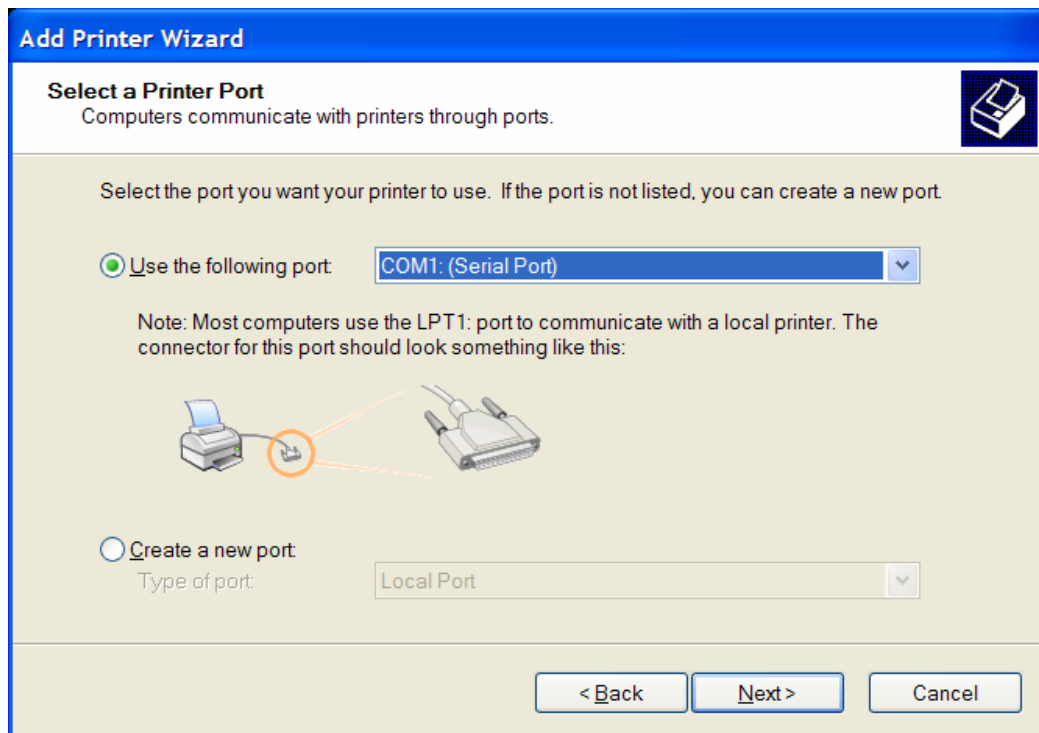 Add Printer Wizard
Select a Printer Port
Computers communicate with printers through ports.
Select the port you want your printer to use. If the port is not listed, you can create a new port.
Use the following port: COM1: (Serial Port)
Note: Most computers use the LPT1: port to communicate with a local printer. The
connector for this port should look something like this:
Create a new port:
Type of port: Local Port
< Back Next > Cancel